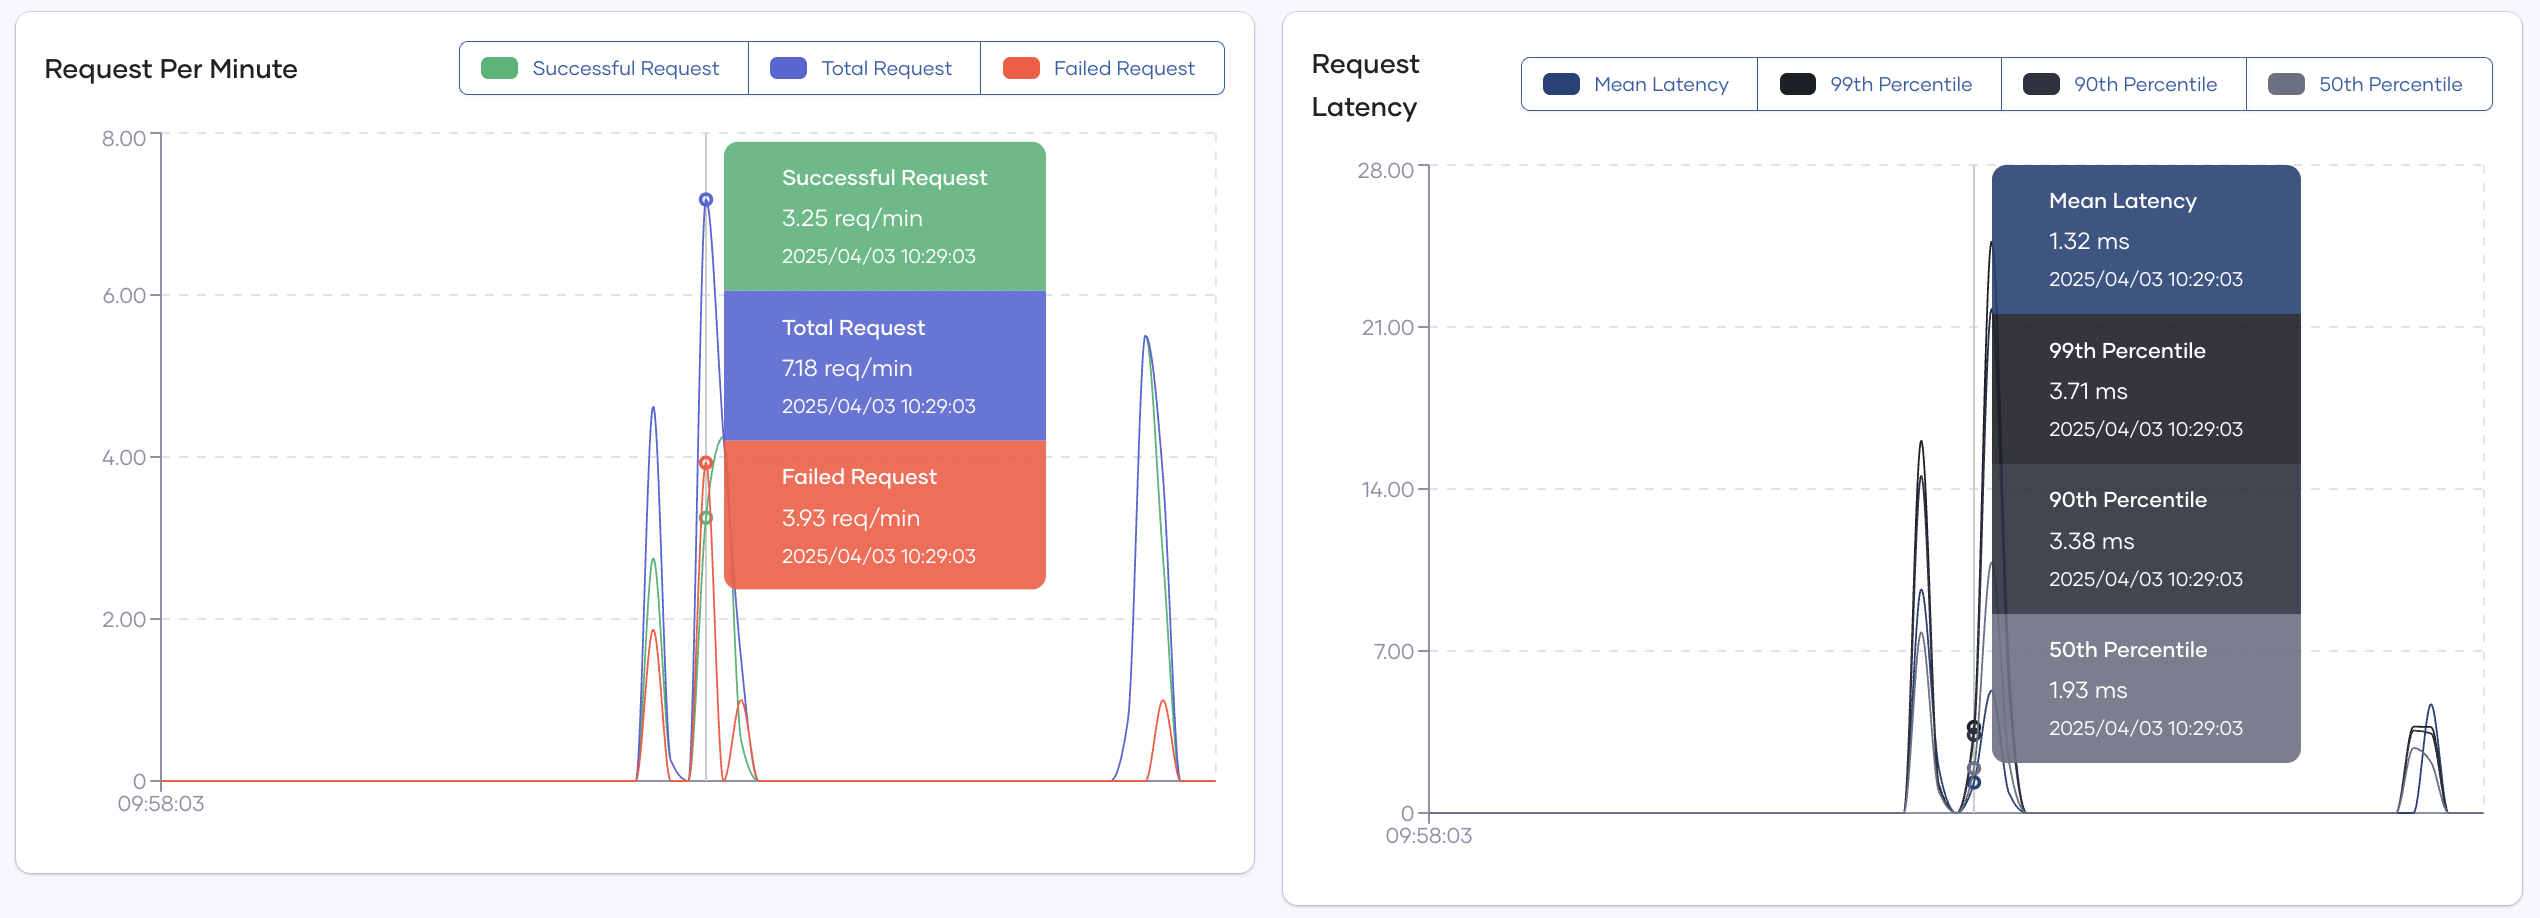 Request Per Minute
Successful Request
Total Request
Failed Request
8.00
6.00
4.00
2.00
0
09:58:03
Successful Request
3.25 req/min
2025/04/03 10:29:03
Total Request
7.18 req/min
2025/04/03 10:29:03
Failed Request
3.93 req/min
2025/04/03 10:29:03
Request
Latency
Mean Latency
99th Percentile
90th Percentile
50th Percentile
28.00
21.00
14.00
7.00
0
09:58:03
Mean Latency
1.32 ms
2025/04/03 10:29:03
99th Percentile
3.71 ms
2025/04/03 10:29:03
90th Percentile
3.38 ms
2025/04/03 10:29:03
50th Percentile
1.93 ms
2025/04/03 10:29:03